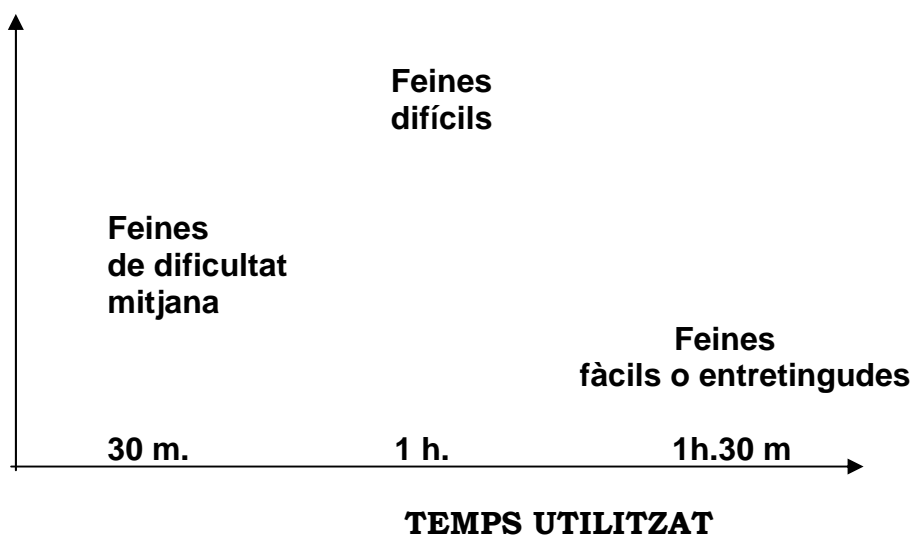 Feines
difícils
Feines
de dificultat
mitjana
Feines
fàcils o entretingudes
30 m.
1 h.
1h.30 m
TEMPS UTILITZAT